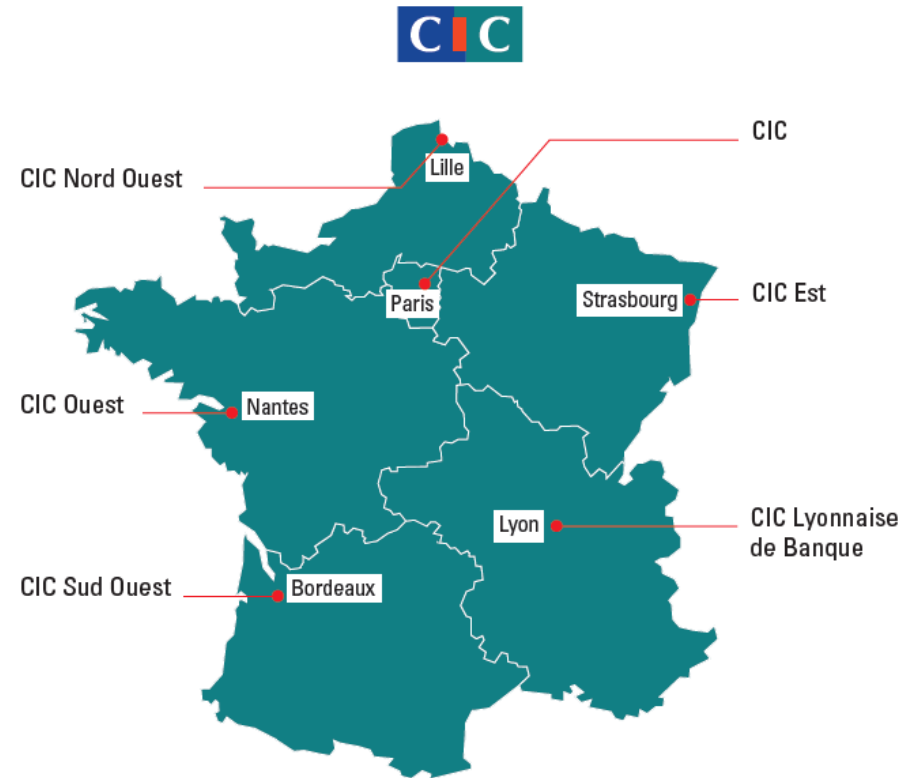 CIC
CIC
CIC Nord Ouest
Lille
Paris
Strasbourg
CIC Est
CIC Ouest
Nantes
Lyon
CIC Lyonnaise
de Banque
CIC Sud Ouest
Bordeaux